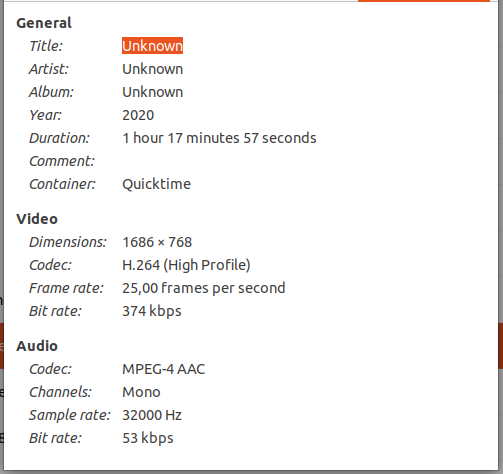 General
Title: Unknown
Artist: Unknown
Album: Unknown
Year: 2020
Duration: 1 hour 17 minutes 57 seconds
Comment:
Container: Quicktime
Video
Dimensions: 1686 × 768
Codec: H.264 (High Profile)
Frame rate: 25,00 frames per second
Bit rate: 374 kbps
Audio
Codec: MPEG-4 AAC
Channels: Mono
Sample rate: 32000 Hz
Bit rate: 53 kbps